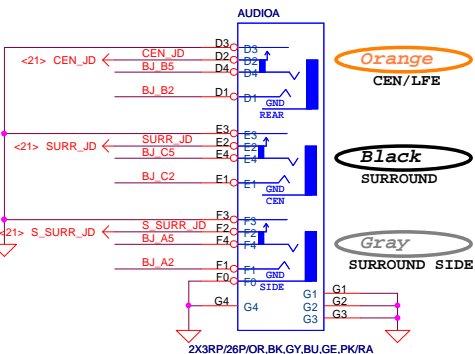 AUDIOA
D3 D3
<21> CEN_JD CEN_JD D2 D2
BJ_B5 D4 D4
BJ_B2 D1 D1
GND
REAR
Orange
CEN/LFE
E3 E3
<21> SURR_JD SURR_JD E2 E2
BJ_C5 E4 E4
BJ_C2 E1 E1
GND
CEN
Black
SURROUND
F3 F3
<21> S_SURR_JD S_SURR_JD F2 F2
BJ_A5 F4 F4
BJ_A2 F1 F1
GND
F0 F0
SIDE
Gray
SURROUND SIDE
G4 G4
G1 G1
G2 G2
G3 G3
2X3RP/26P/OR,BK,GY,BU,GE,PK/RA